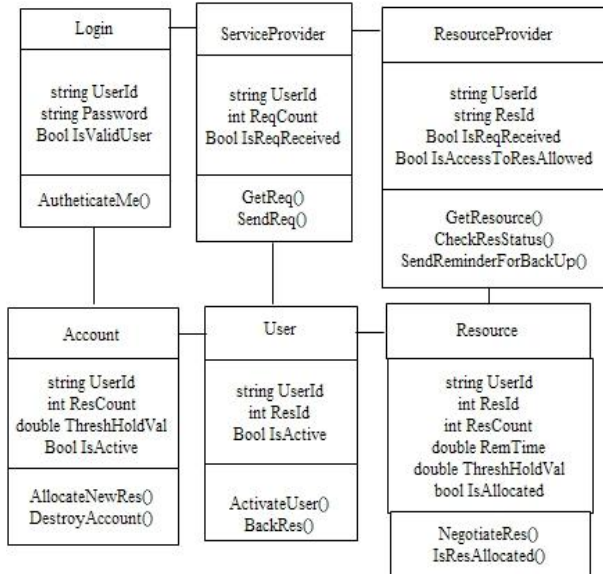 Login
string UserId
string Password
Bool IsValidUser
AutheticateMe()
ServiceProvider
string UserId
int ReqCount
Bool IsReqReceived
GetReq()
SendReq()
ResourceProvider
string UserId
string ResId
Bool IsReqReceived
Bool IsAccessToResAllowed
GetResource()
CheckResStatus()
SendReminderForBackUp()
Account
string UserId
int ResCount
double ThreshHoldVal
Bool IsActive
AllocateNewRes()
DestroyAccount()
User
string UserId
int ResId
Bool IsActive
ActivateUser()
BackRes()
Resource
string UserId
int ResId
int ResCount
double RemTime
double ThreshHoldVal
bool IsAllocated
NegotiateRes()
IsResAllocated()